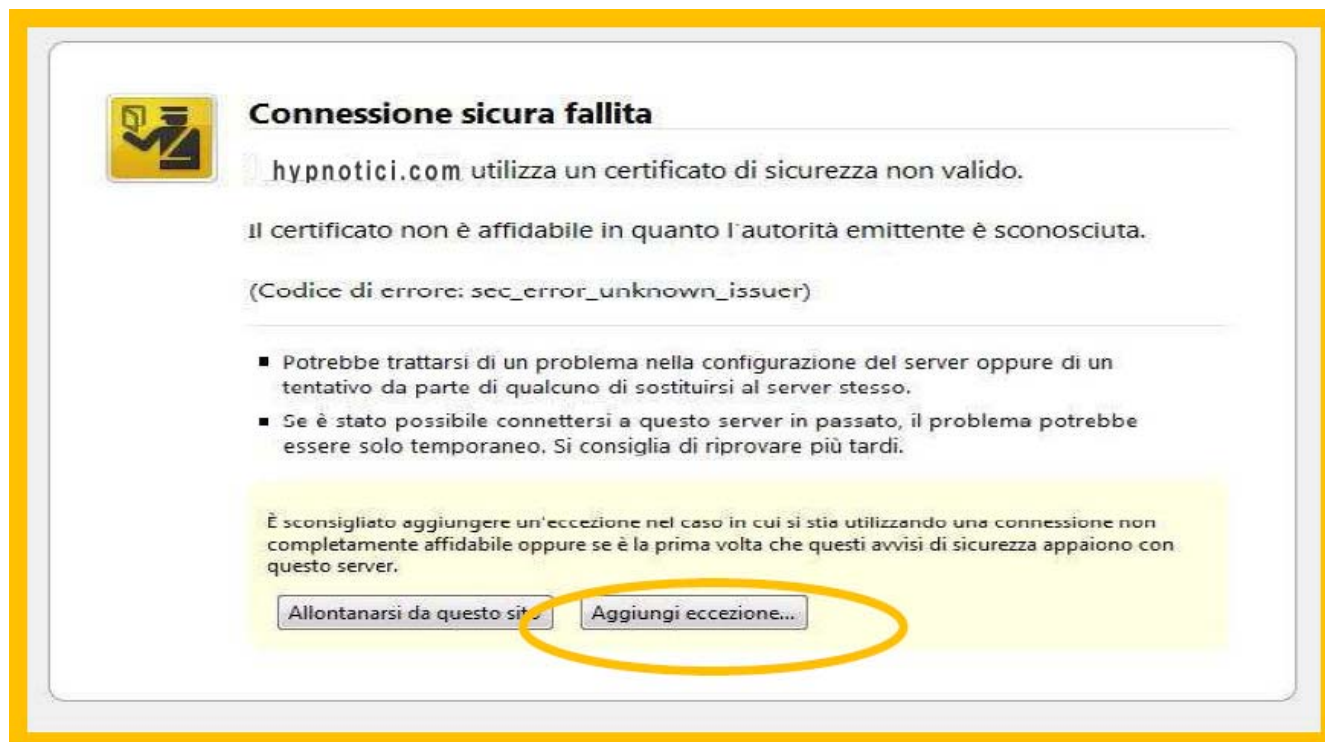 Connessione sicura fallita
hypnotici.com utilizza un certificato di sicurezza non valido.
Il certificato non è affidabile in quanto l'autorità emittente è sconosciuta.
(Codice di errore: sec_error_unknown_issuer)
▪ Potrebbe trattarsi di un problema nella configurazione del server oppure di un
tentativo da parte di qualcuno di sostituirsi al server stesso.
▪ Se è stato possibile connettersi a questo server in passato, il problema potrebbe
essere solo temporaneo. Si consiglia di riprovare più tardi.
È sconsigliato aggiungere un'eccezione nel caso in cui si stia utilizzando una connessione non
completamente affidabile oppure se è la prima volta che questi avvisi di sicurezza appaiono con
questo server.
Allontanarsi da questo sito Aggiungi eccezione...